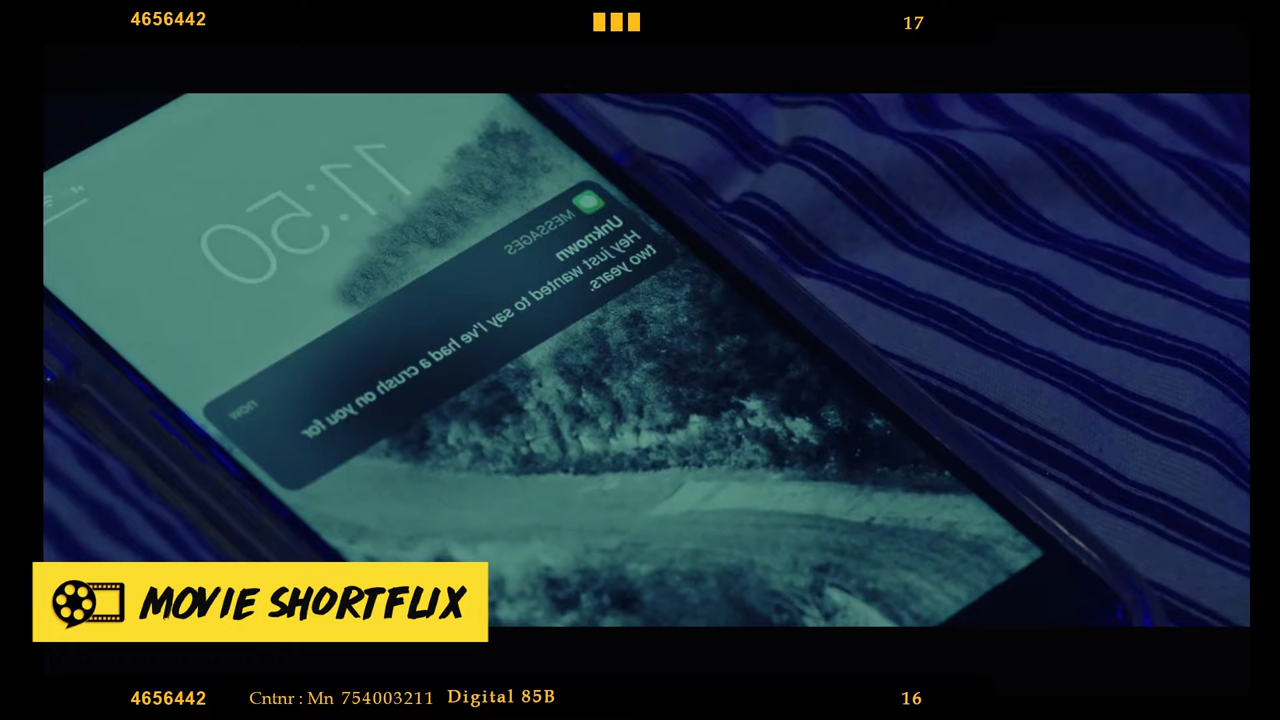 4656442
17
11:50
MESSAGES
now
Unknown
Hey just wanted to say I've had a crush on you for
two years.
MOVIE SHORTFLIX
4656442 Cntnr : Mn 754003211 Digital 85B
16